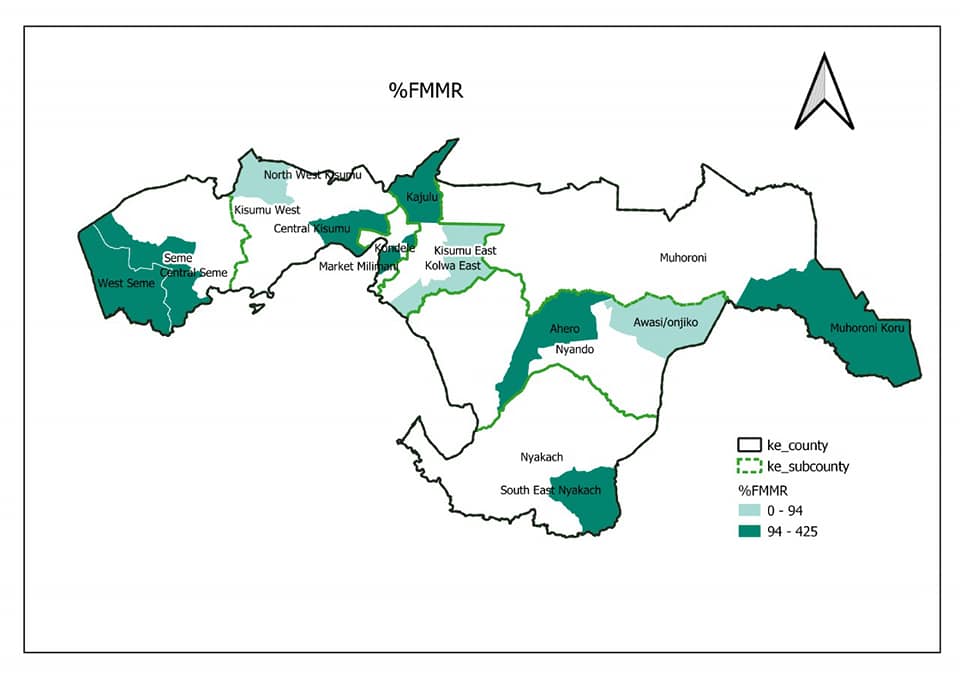 %FMMR
North West Kisumu
Kajulu
Kisumu West
Central Kisumu
Kondele
Kisumu East
Market Milimani
Kolwa East
Muhoroni
Seme
Central Seme
West Seme
Ahero
Awasi/onjiko
Muhoroni Koru
Nyando
Nyakach
South East Nyakach
ke_county
ke_subcounty
%FMMR
0 - 94
94 - 425